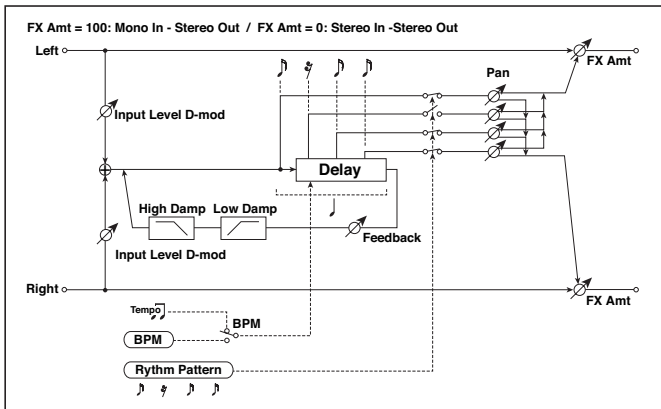 FX Amt = 100: Mono In - Stereo Out / FX Amt = 0: Stereo In -Stereo Out
Left
FX Amt
Pan
Input Level D-mod
Delay
High Damp
Low Damp
Feedback
Input Level D-mod
Right
FX Amt
Tempo
BPM
BPM
Rythm Pattern